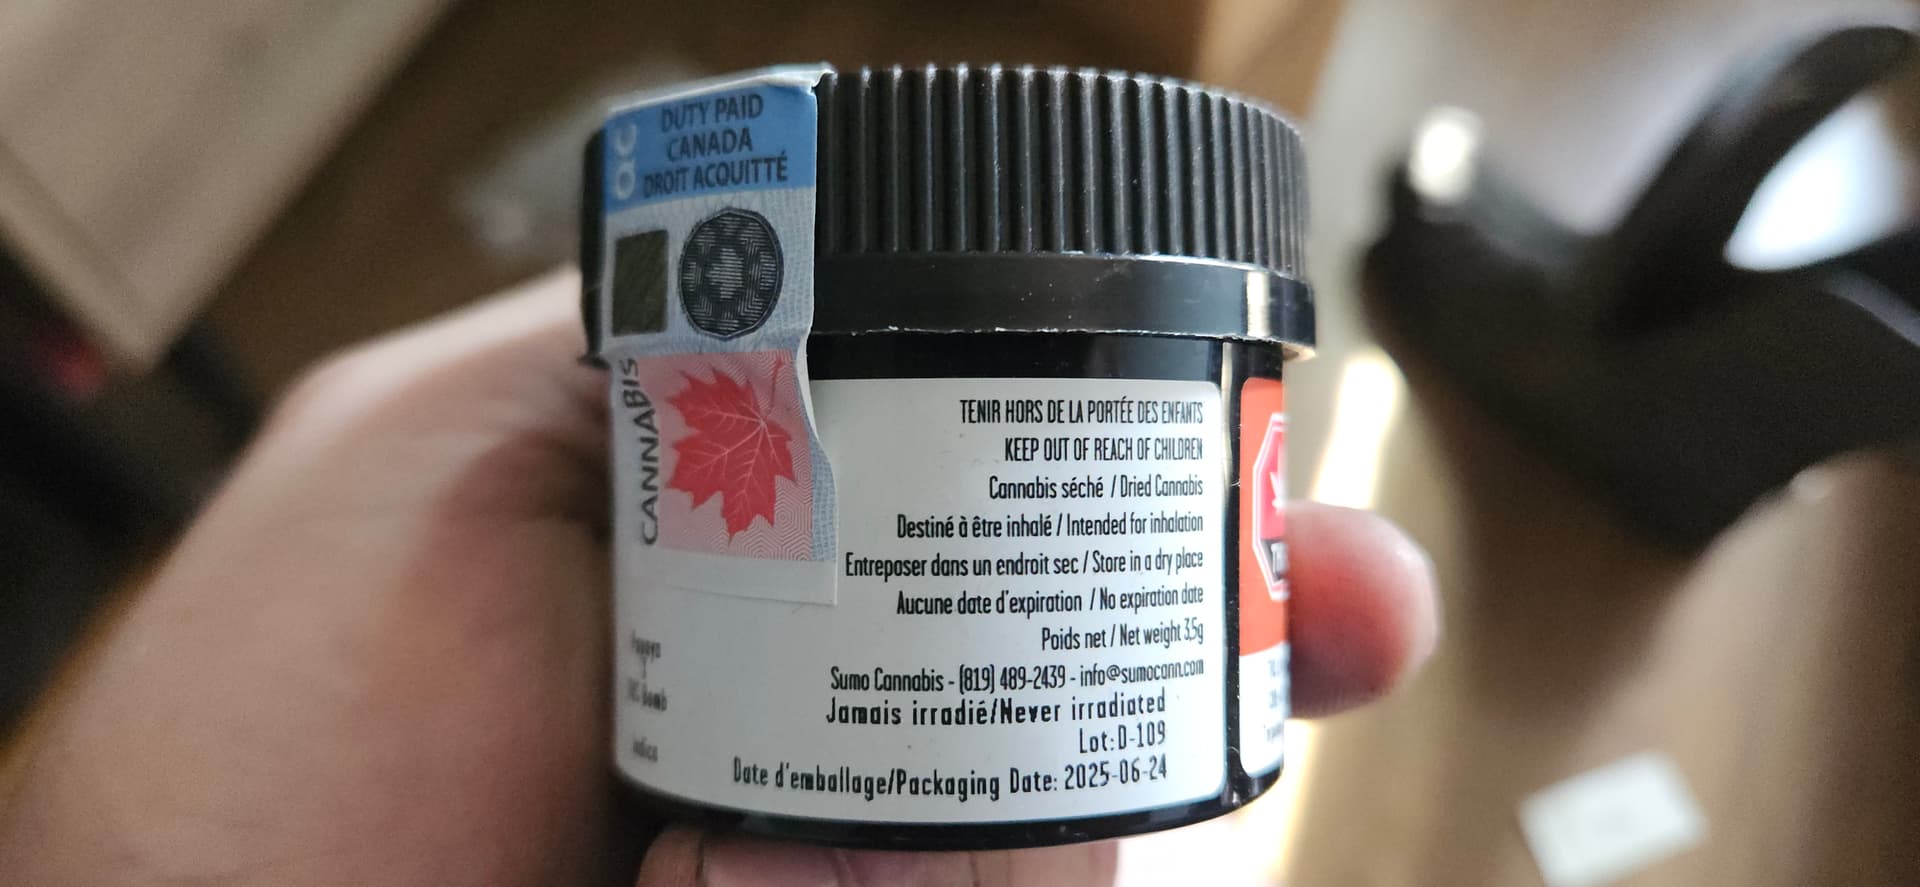 QC
DUTY PAID
CANADA
DROIT ACQUITTÉ
CANNABIS
TENIR HORS DE LA PORTÉE DES ENFANTS
KEEP OUT OF REACH OF CHILDREN
Cannabis séché / Dried Cannabis
Destiné à être inhalé / Intended for inhalation
Entreposer dans un endroit sec / Store in a dry place
Aucune date d'expiration / No expiration date
Poids net / Net weight 3,5g
Sumo Cannabis - (819) 489-2439 - info@sumocann.com
Jamais irradié/Never irradiated
Lot:D-109
Date d'emballage/Packaging Date: 2025-06-24
Bomb
Indica